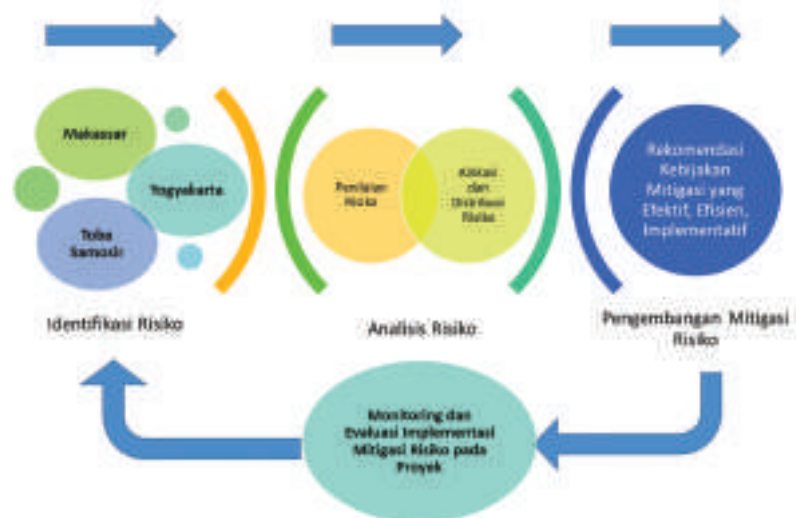 Makassar
Yogyakarta
Toba
Samosir
Identifikasi Risiko
Penilaian
Risiko
Alokasi
dan
Distribusi
Risiko
Analisis Risiko
Rekomendasi
Kebijakan
Mitigasi yang
Efektif, Efisien,
Implementatif
Pengembangan Mitigasi
Risiko
Monitoring dan
Evaluasi Implementasi
Mitigasi Risiko pada
Proyek